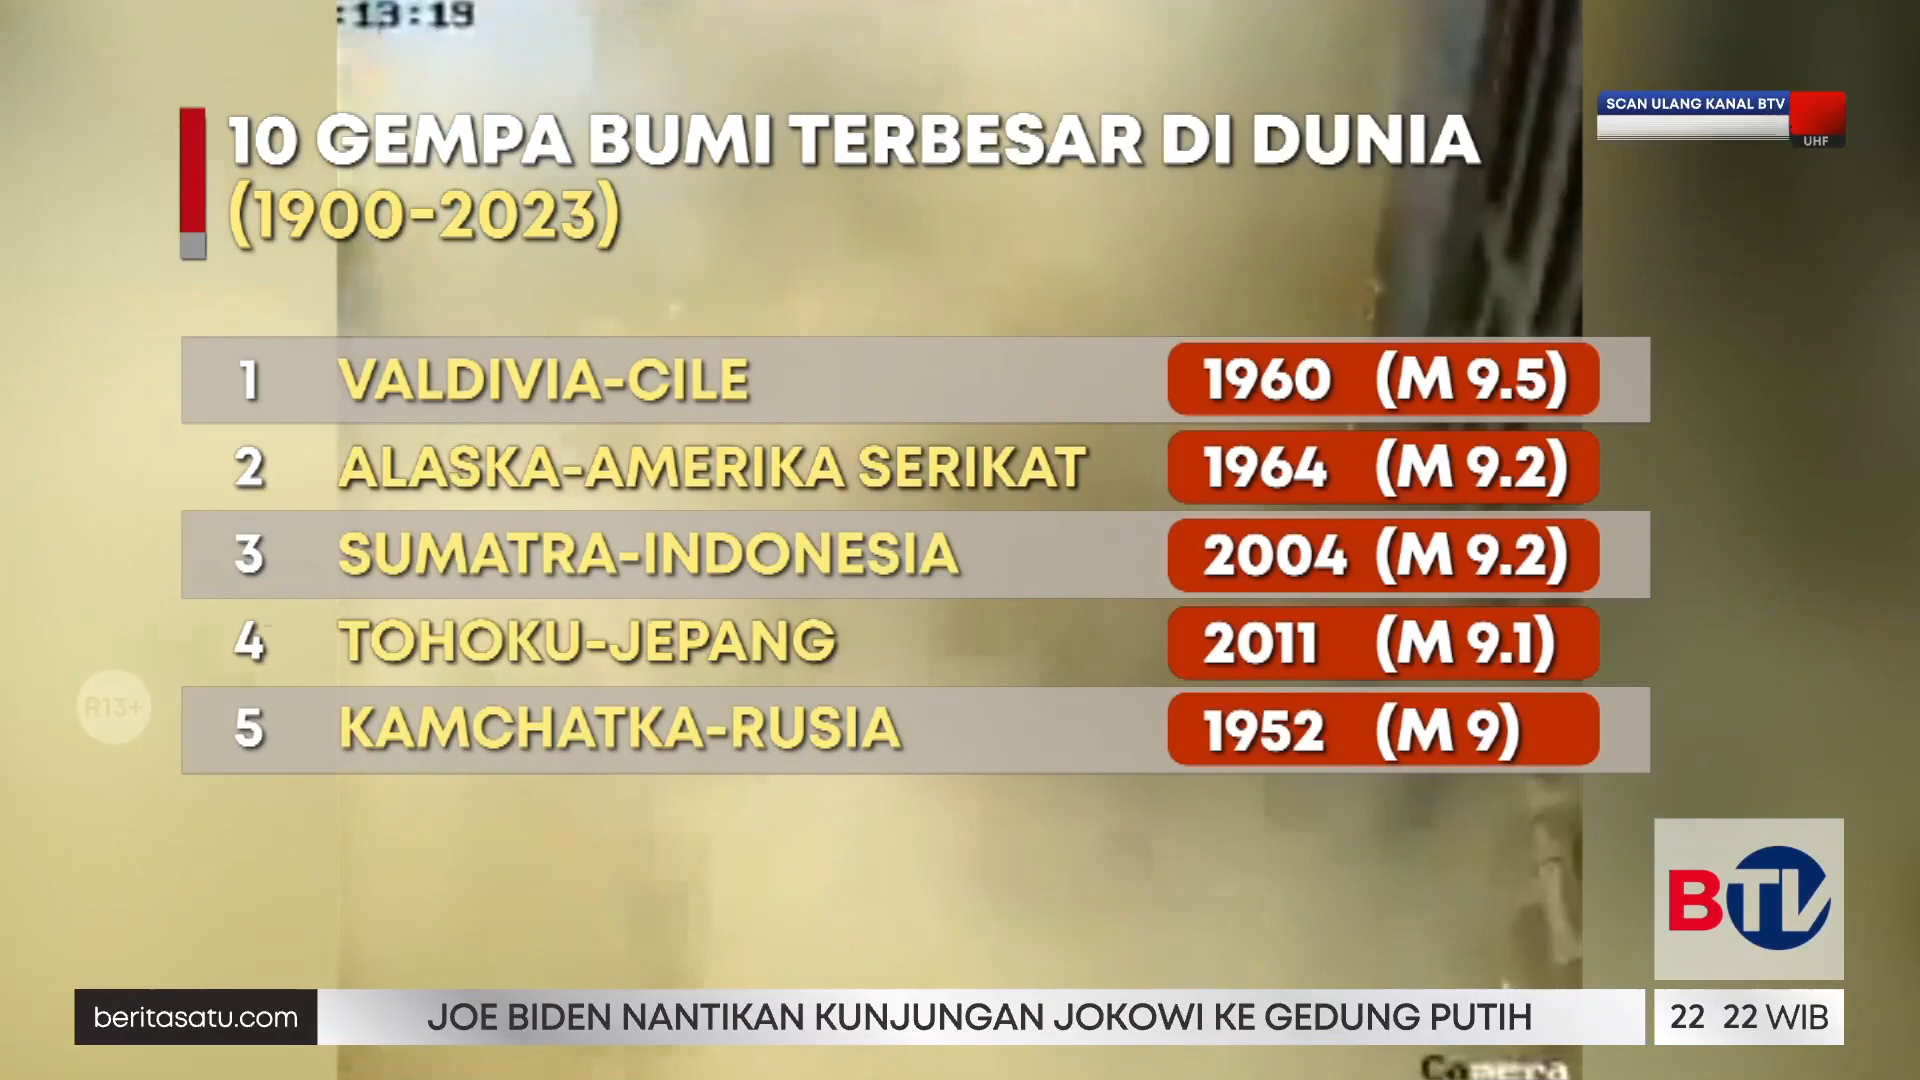 :13:19
10 GEMPA BUMI TERBESAR DI DUNIA
(1900-2023)
SCAN ULANG KANAL BTV
UHF
1 VALDIVIA-CILE 1960 (M 9.5)
2 ALASKA-AMERIKA SERIKAT 1964 (M 9.2)
3 SUMATRA-INDONESIA 2004 (M 9.2)
4 TOHOKU-JEPANG 2011 (M 9.1)
5 KAMCHATKA-RUSIA 1952 (M 9)
R13+
BTV
beritasatu.com JOE BIDEN NANTIKAN KUNJUNGAN JOKOWI KE GEDUNG PUTIH 22 22 WIB
Camera